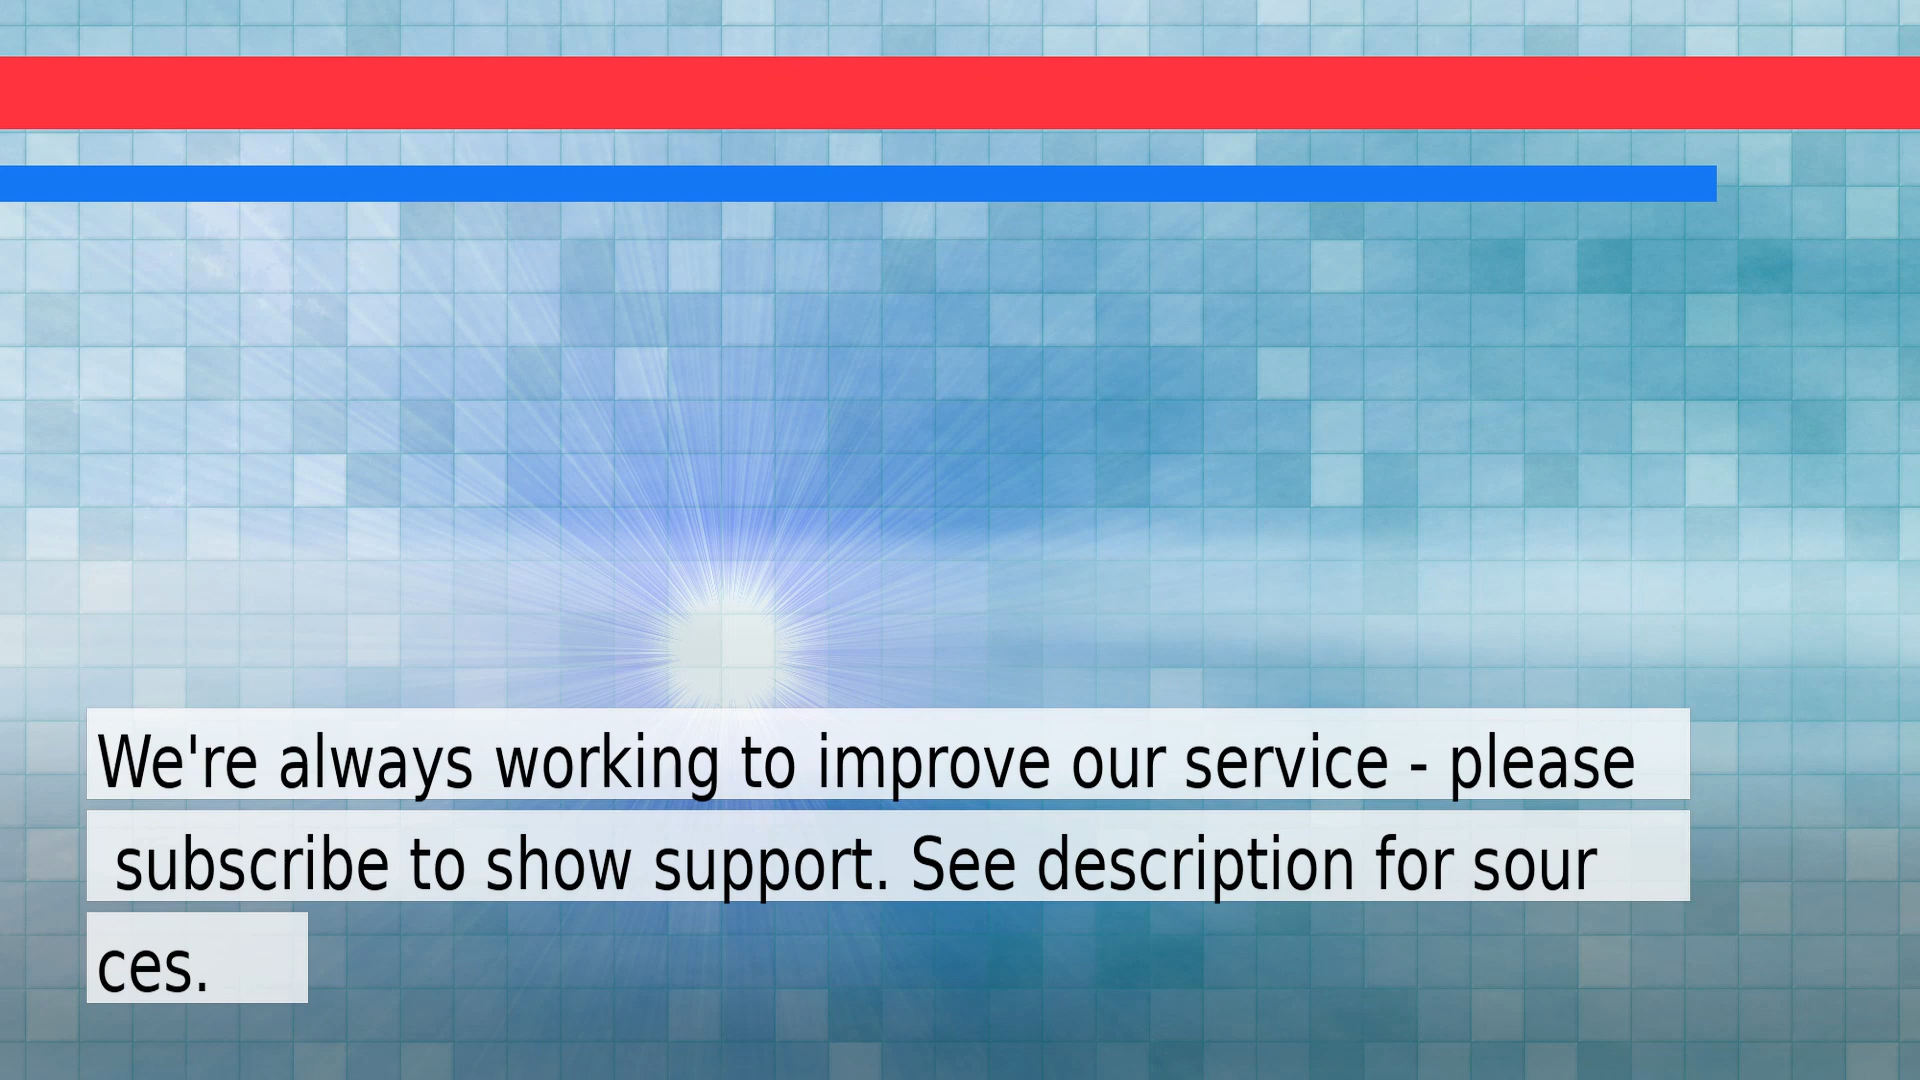 We're always working to improve our service - please
subscribe to show support. See description for sour
ces.